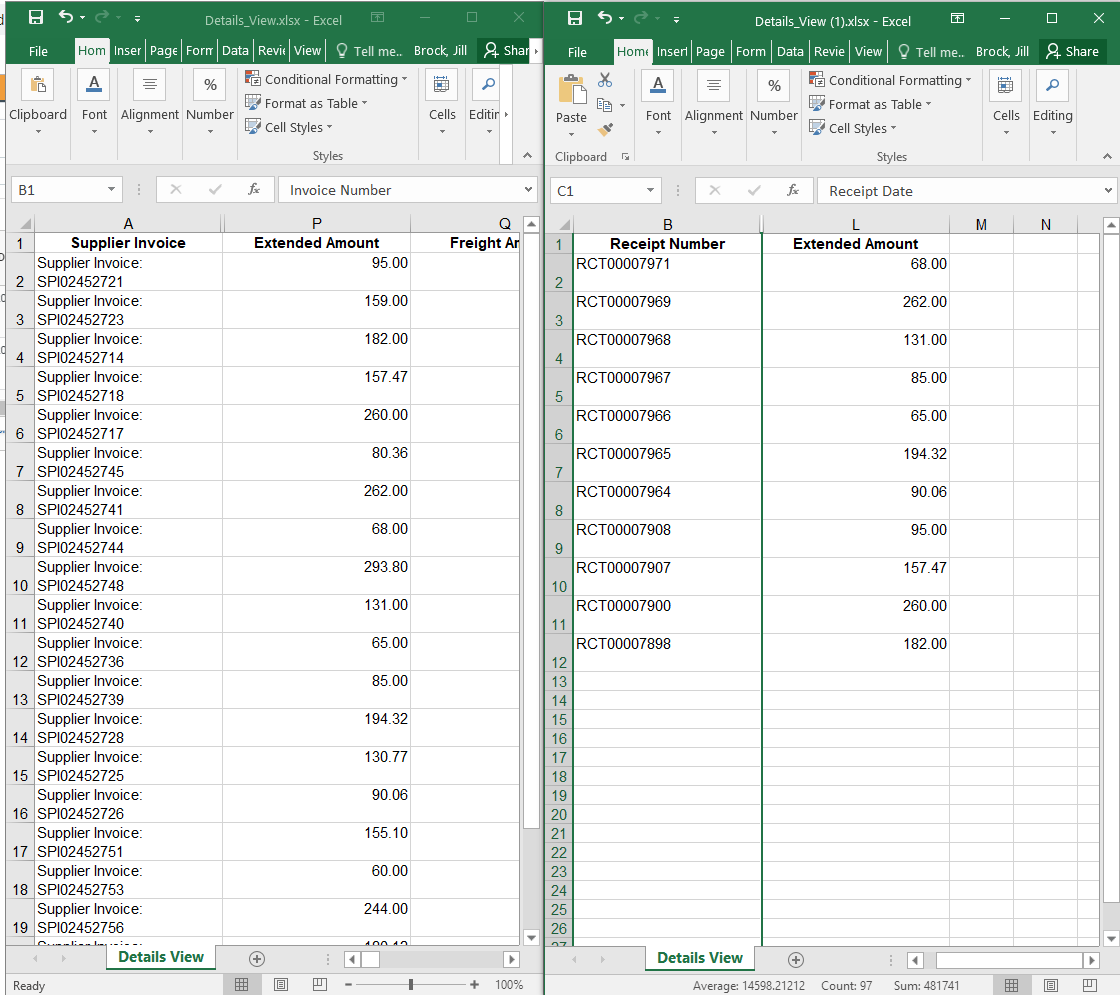 Details_View.xlsx - Excel
File Hom Inser Page Form Data Revie View Tell me.. Brock, Jill Shar
Clipboard
Font
Alignment
%
Number
Conditional Formatting
Format as Table
Cell Styles
Styles
Cells
Editin
B1 fx Invoice Number
A P Q
1 Supplier Invoice Extended Amount Freight Am
2 Supplier Invoice: 95.00
SPI02452721
3 Supplier Invoice: 159.00
SPI02452723
4 Supplier Invoice: 182.00
SPI02452714
5 Supplier Invoice: 157.47
SPI02452718
6 Supplier Invoice: 260.00
SPI02452717
7 Supplier Invoice: 80.36
SPI02452745
8 Supplier Invoice: 262.00
SPI02452741
9 Supplier Invoice: 68.00
SPI02452744
10 Supplier Invoice: 293.80
SPI02452748
11 Supplier Invoice: 131.00
SPI02452740
12 Supplier Invoice: 65.00
SPI02452736
13 Supplier Invoice: 85.00
SPI02452739
14 Supplier Invoice: 194.32
SPI02452728
15 Supplier Invoice: 130.77
SPI02452725
16 Supplier Invoice: 90.06
SPI02452726
17 Supplier Invoice: 155.10
SPI02452751
18 Supplier Invoice: 60.00
SPI02452753
19 Supplier Invoice: 244.00
SPI02452756
Details View
Ready 100%
Details_View (1).xlsx - Excel
File Home Insert Page Form Data Revie View Tell me.. Brock, Jill Share
Paste
Clipboard
Font
Alignment
%
Number
Conditional Formatting
Format as Table
Cell Styles
Styles
Cells
Editing
C1 fx Receipt Date
B L M N
1 Receipt Number Extended Amount
2 RCT00007971 68.00
3 RCT00007969 262.00
4 RCT00007968 131.00
5 RCT00007967 85.00
6 RCT00007966 65.00
7 RCT00007965 194.32
8 RCT00007964 90.06
9 RCT00007908 95.00
10 RCT00007907 157.47
11 RCT00007900 260.00
12 RCT00007898 182.00
13
14
15
16
17
18
19
20
21
22
23
24
25
26
27
Details View
Average: 14598.21212 Count: 97 Sum: 481741